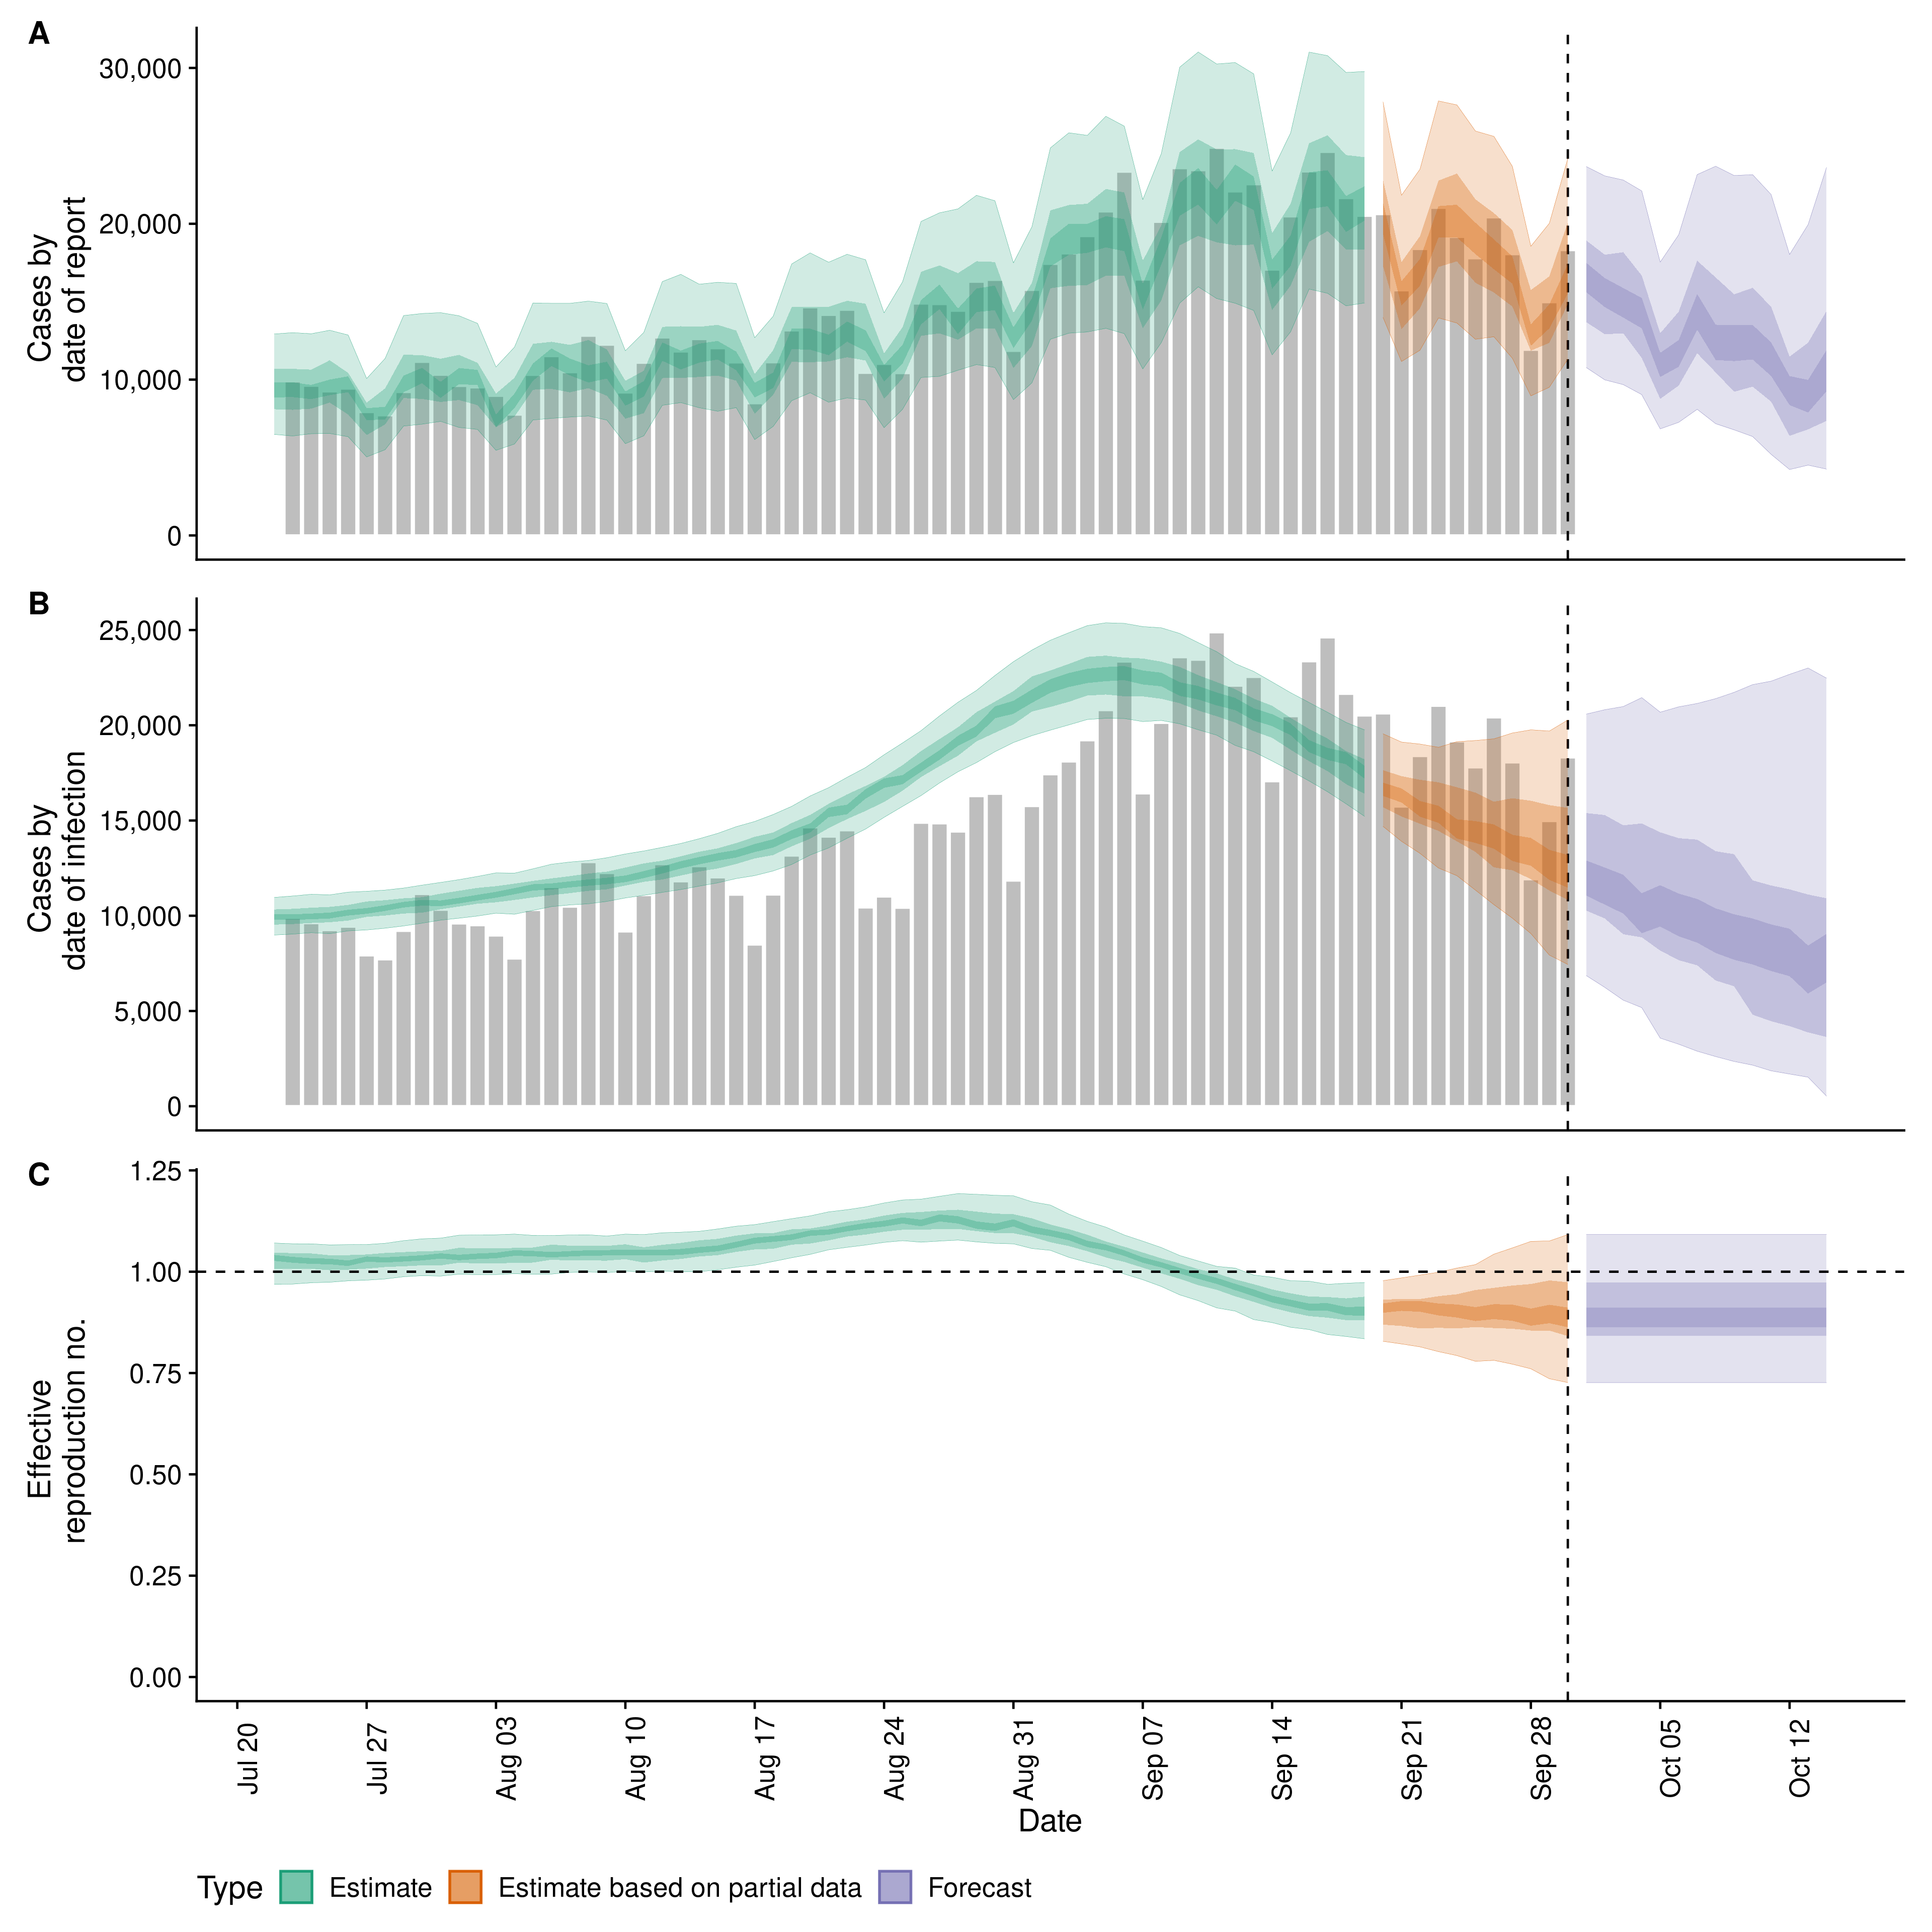 A
Cases by
date of report
30,000
20,000
10,000
0
B
Cases by
date of infection
25,000
20,000
15,000
10,000
5,000
0
C
Effective
reproduction no.
1.25
1.00
0.75
0.50
0.25
0.00
Jul 20
Jul 27
Aug 03
Aug 10
Aug 17
Aug 24
Aug 31
Sep 07
Sep 14
Sep 21
Sep 28
Oct 05
Oct 12
Date
Type Estimate Estimate based on partial data Forecast